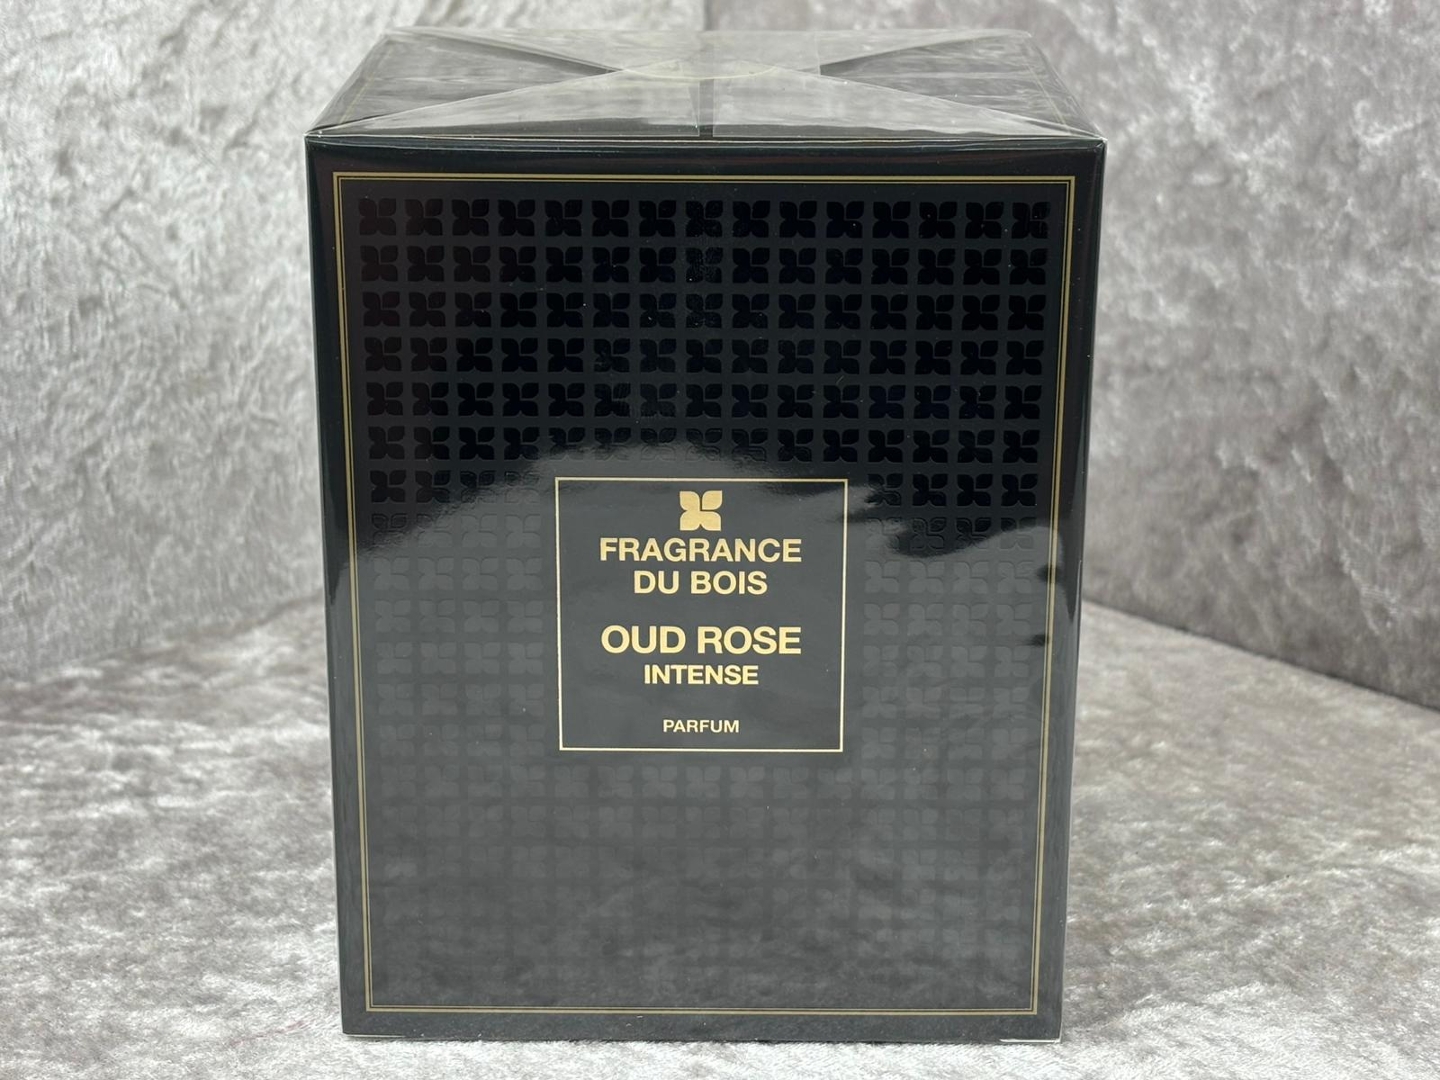 FRAGRANCE
DU BOIS
OUD ROSE
INTENSE
PARFUM